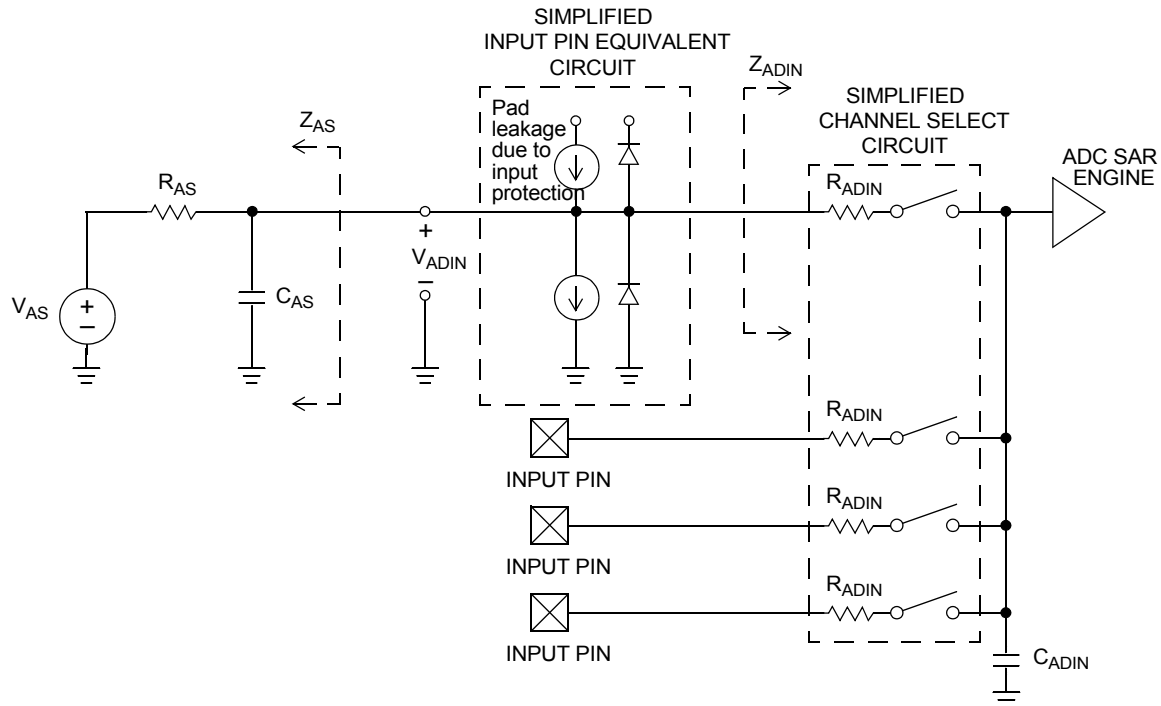 SIMPLIFIED
INPUT PIN EQUIVALENT
CIRCUIT
ZADIN
SIMPLIFIED
CHANNEL SELECT
CIRCUIT
ADC SAR
ENGINE
Pad
leakage
due to
input
protection
ZAS
RAS
RADIN
+
VADIN
–
CAS
VAS
+
–
RADIN
INPUT PIN
RADIN
INPUT PIN
RADIN
INPUT PIN
CADIN